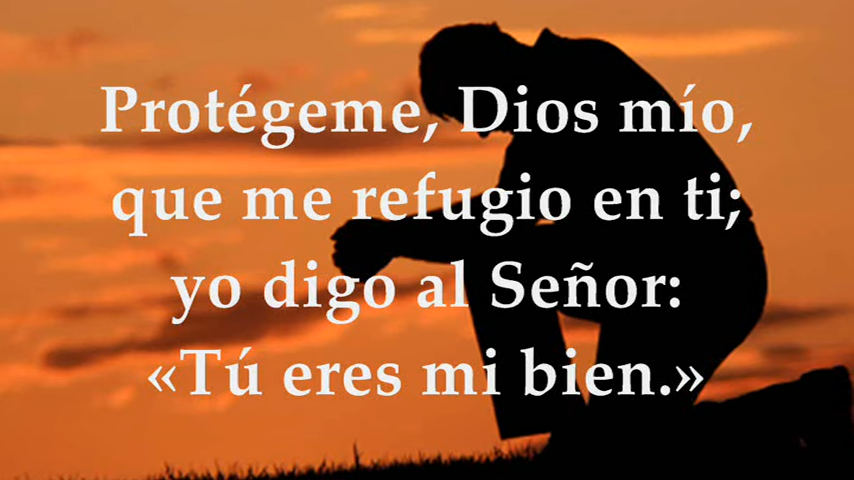 Protégeme, Dios mío,
que me refugio en ti;
yo digo al Señor:
«Tú eres mi bien.»